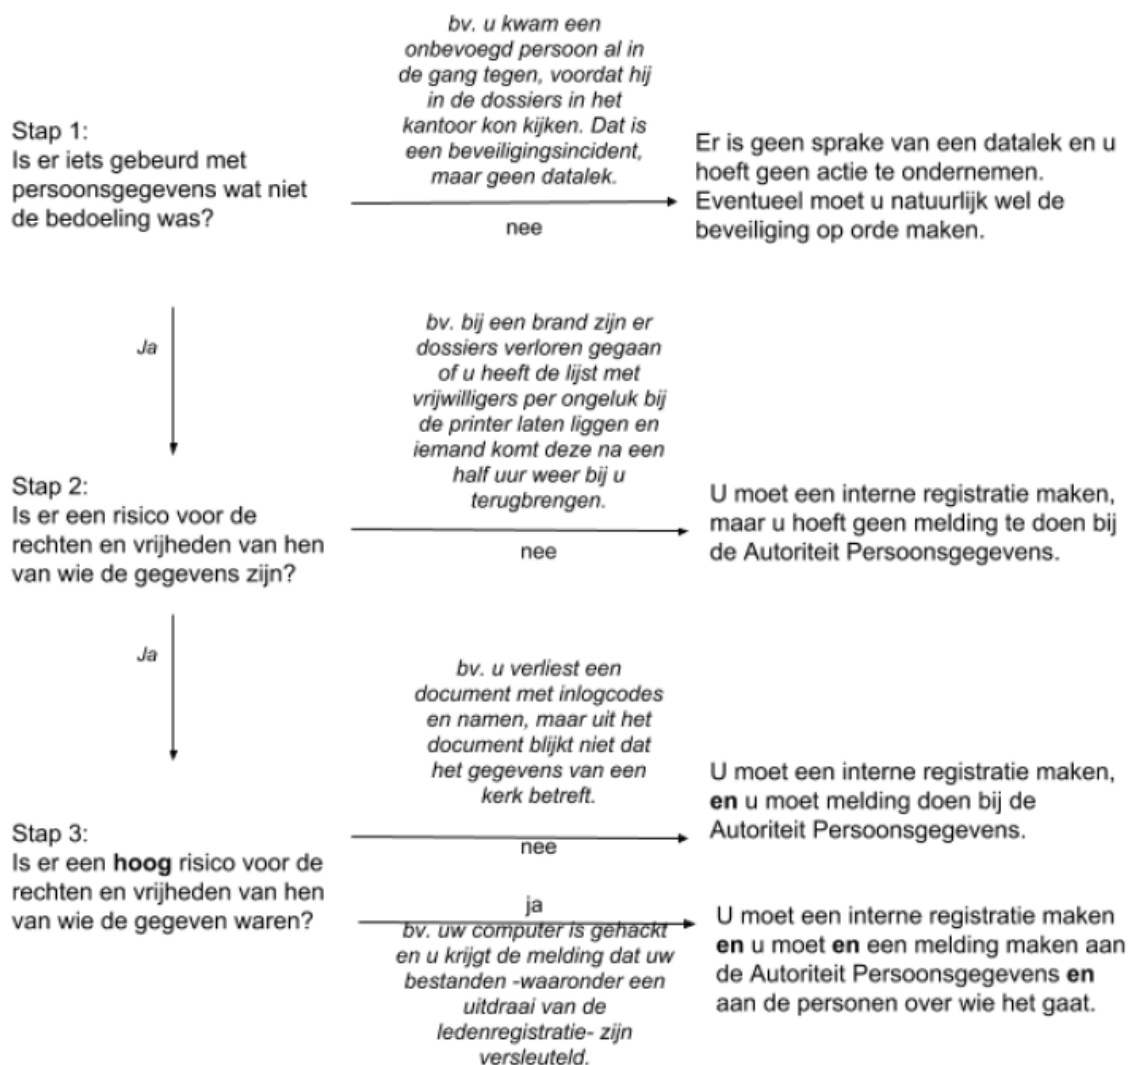 bv. u kwam een
onbevoegd persoon al in
de gang tegen, voordat hij
in de dossiers in het
kantoor kon kijken. Dat is
een beveiligingsincident,
maar geen datalek.
Stap 1:
Is er iets gebeurd met
persoonsgegevens wat niet
de bedoeling was?
nee
Er is geen sprake van een datalek en u
hoeft geen actie te ondernemen.
Eventueel moet u natuurlijk wel de
beveiliging op orde maken.
Ja
bv. bij een brand zijn er
dossiers verloren gegaan
of u heeft de lijst met
vrijwilligers per ongeluk bij
de printer laten liggen en
iemand komt deze na een
half uur weer bij u
terugbrengen.
Stap 2:
Is er een risico voor de
rechten en vrijheden van hen
van wie de gegevens zijn?
nee
U moet een interne registratie maken,
maar u hoeft geen melding te doen bij
de Autoriteit Persoonsgegevens.
Ja
bv. u verliest een
document met inlogcodes
en namen, maar uit het
document blijkt niet dat
het gegevens van een
kerk betreft.
Stap 3:
Is er een hoog risico voor de
rechten en vrijheden van hen
van wie de gegeven waren?
nee
U moet een interne registratie maken,
en u moet melding doen bij de
Autoriteit Persoonsgegevens.
ja
bv. uw computer is gehackt
en u krijgt de melding dat uw
bestanden -waaronder een
uitdraai van de
ledenregistratie- zijn
versleuteld.
U moet een interne registratie maken
en u moet en een melding maken aan
de Autoriteit Persoonsgegevens en
aan de personen over wie het gaat.